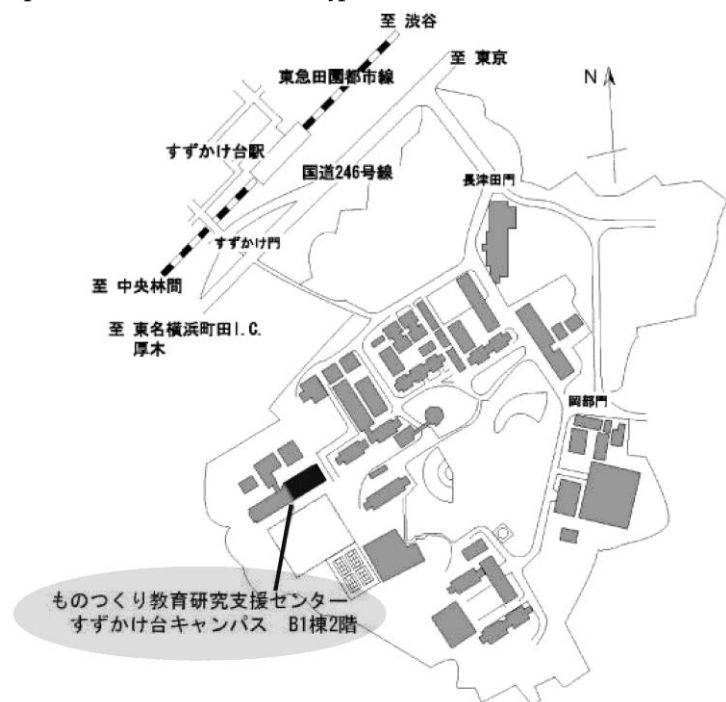 至 渋谷
至 東京
東急田園都市線
N
すずかけ台駅
国道246号線
長津田門
すずかけ門
至 中央林間
至 東名横浜町田I.C.
厚木
岡部門
ものつくり教育研究支援センター
すずかけ台キャンパス B1棟2階